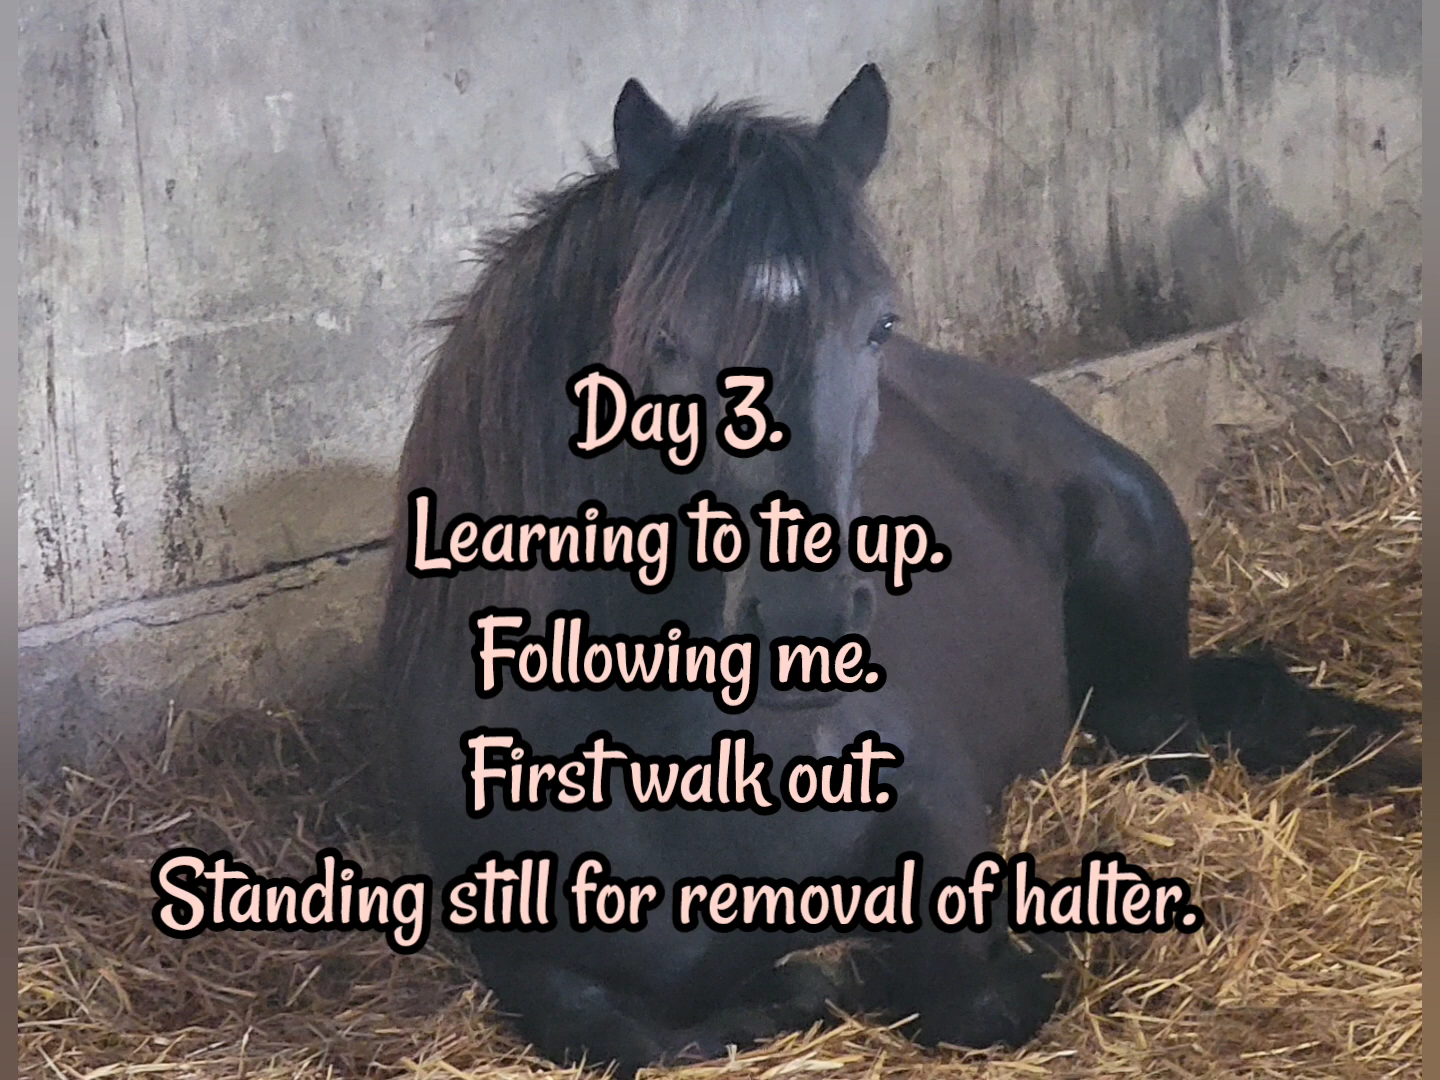 Day 3.
Learning to tie up.
Following me.
First walk out.
Standing still for removal of halter.